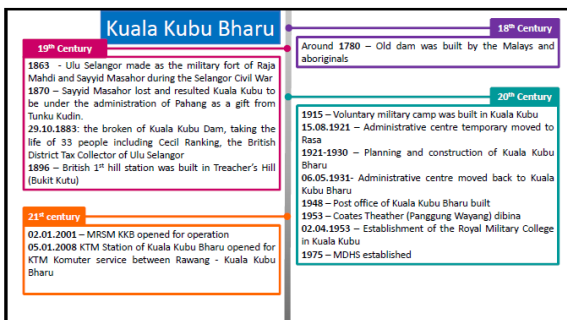 Kuala Kubu Bharu
18th Century
Around 1780 – Old dam was built by the Malays and
aboriginals
19th Century
1863 - Ulu Selangor made as the military fort of Raja
Mahdi and Sayyid Masahor during the Selangor Civil War
1870 – Sayyid Masahor lost and resulted Kuala Kubu to
be under the administration of Pahang as a gift from
Tunku Kudin.
29.10.1883: the broken of Kuala Kubu Dam, taking the
life of 33 people including Cecil Ranking, the British
District Tax Collector of Ulu Selangor
1896 – British 1st hill station was built in Treacher's Hill
(Bukit Kutu)
20th Century
1915 – Voluntary military camp was built in Kuala Kubu
15.08.1921 – Administrative centre temporary moved to
Rasa
1921-1930 – Planning and construction of Kuala Kubu
Bharu
06.05.1931- Administrative centre moved back to Kuala
Kubu Bharu
1948 – Post office of Kuala Kubu Bharu built
1953 – Coates Theather (Panggung Wayang) dibina
02.04.1953 – Establishment of the Royal Military College
in Kuala Kubu
1975 – MDHS established
21st century
02.01.2001 – MRSM KKB opened for operation
05.01.2008 KTM Station of Kuala Kubu Bharu opened for
KTM Komuter service between Rawang - Kuala Kubu
Bharu